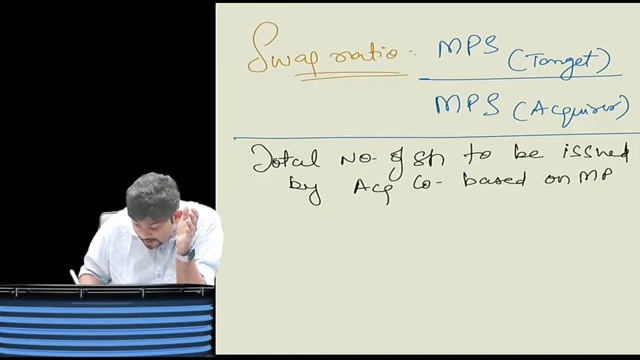 Swap ratio: MPS (Target)
MPS (Acquirer)
Total No. of sh to be issued
by Acq Co- based on MP